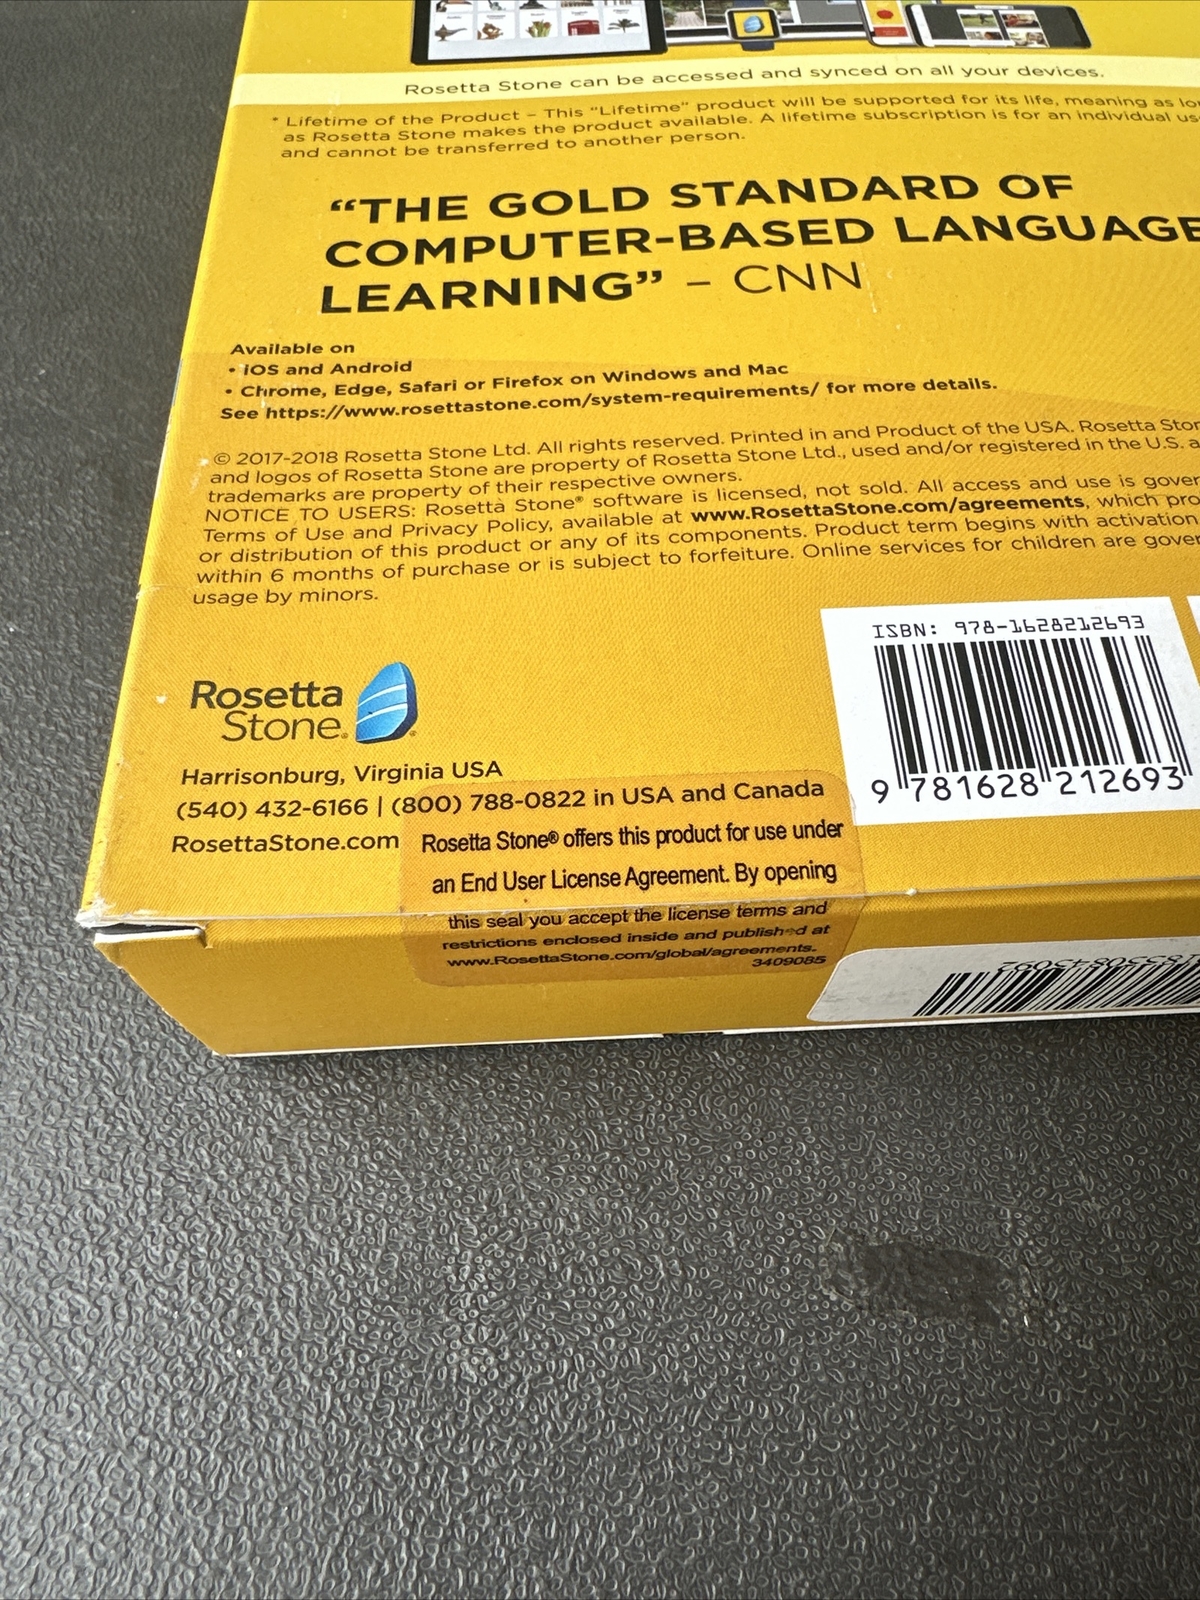 Rosetta Stone can be accessed and synced on all your devices.
* Lifetime of the Product – This “Lifetime” product will be supported for its life, meaning as
as Rosetta Stone makes the product available. A lifetime subscription is for an individual
and cannot be transferred to another person.
“THE GOLD STANDARD OF
COMPUTER-BASED LANGUAGE
LEARNING” – CNN
Available on
• iOS and Android
• Chrome, Edge, Safari or Firefox on Windows and Mac
See https://www.rosettastone.com/system-requirements/ for more details.
© 2017-2018 Rosetta Stone Ltd. All rights reserved. Printed in and Product of the USA. Rosetta
and logos of Rosetta Stone are property of Rosetta Stone Ltd., used and/or registered in the U.S.
trademarks are property of their respective owners.
NOTICE TO USERS: Rosetta Stone® software is licensed, not sold. All access and use is
Terms of Use and Privacy Policy, available at www.RosettaStone.com/agreements, which
or distribution of this product or any of its components. Product term begins with activation
within 6 months of purchase or is subject to forfeiture. Online services for children are
usage by minors.
ISBN: 978-1628212693
9 781628 212693
Rosetta
Stone®
Harrisonburg, Virginia USA
(540) 432-6166 | (800) 788-0822 in USA and Canada
RosettaStone.com
Rosetta Stone® offers this product for use under
an End User License Agreement. By opening
this seal you accept the license terms and
restrictions enclosed inside and published at
www.RosettaStone.com/global/agreements.
3409085